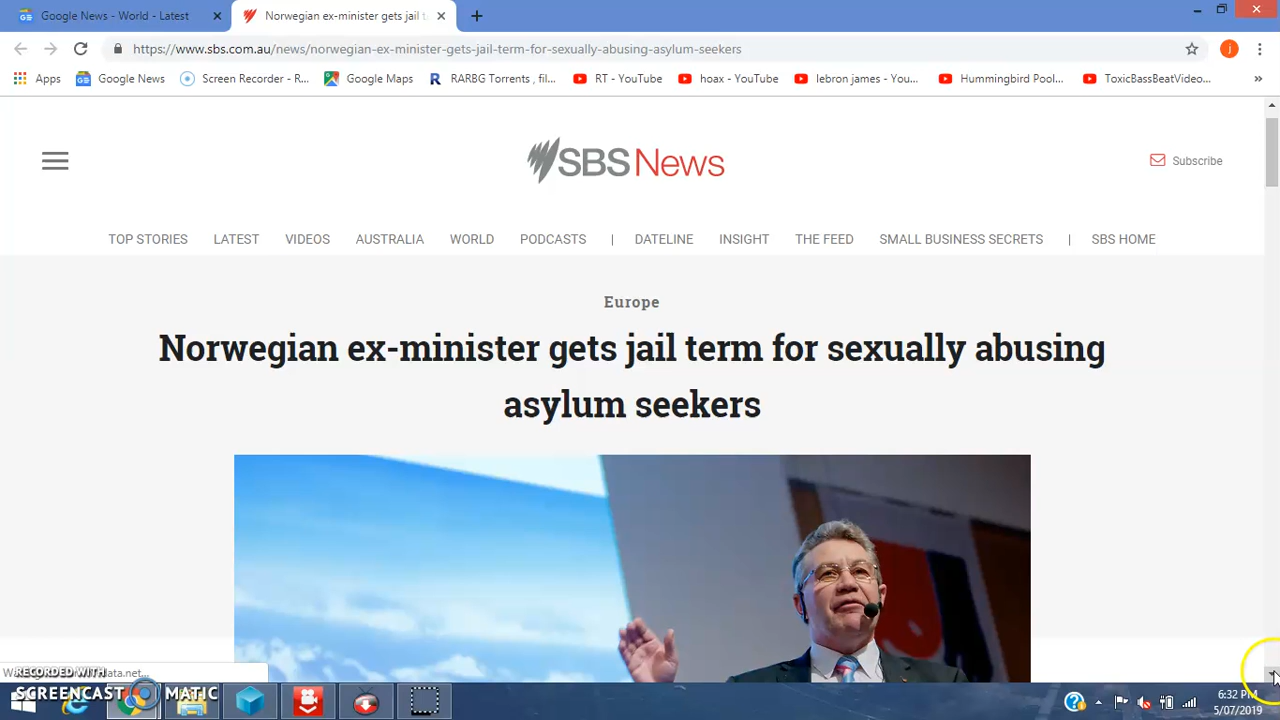 Google News - World - Latest
Norwegian ex-minister gets jail t
https://www.sbs.com.au/news/norwegian-ex-minister-gets-jail-term-for-sexually-abusing-asylum-seekers
Apps
Google News
Screen Recorder - R...
Google Maps
RARBG Torrents , fil...
RT - YouTube
hoax - YouTube
lebron james - You...
Hummingbird Pool...
ToxicBassBeatVideo...
SBS News
Subscribe
TOP STORIES
LATEST
VIDEOS
AUSTRALIA
WORLD
PODCASTS
DATELINE
INSIGHT
THE FEED
SMALL BUSINESS SECRETS
SBS HOME
Europe
Norwegian ex-minister gets jail term for sexually abusing
asylum seekers
RECORDED WITH
SCREENCAST MATIC
6:32 PM
5/07/2019